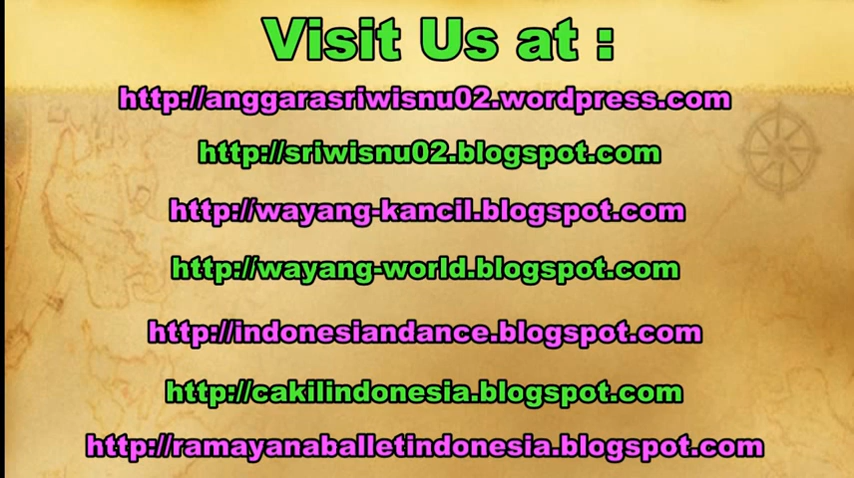 Visit Us at :
http://anggarasriwisnu02.wordpress.com
http://sriwisnu02.blogspot.com
http://wayang-kancil.blogspot.com
http://wayang-world.blogspot.com
http://indonesiandance.blogspot.com
http://cakilindonesia.blogspot.com
http://ramayanaballetindonesia.blogspot.com